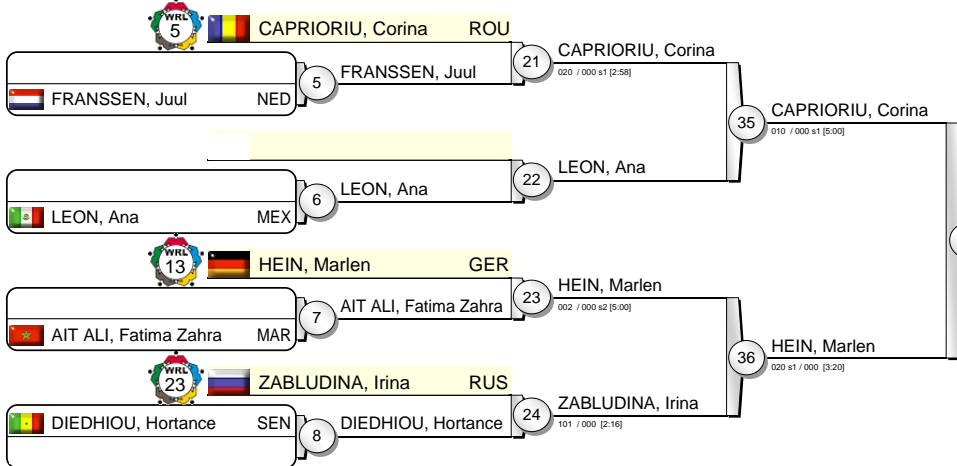 WRL
5
CAPRIORIU, Corina ROU
21
CAPRIORIU, Corina
020 / 000 s1 [2:58]
5
FRANSSEN, Juul
FRANSSEN, Juul NED
35
CAPRIORIU, Corina
010 / 000 s1 [5:00]
22
LEON, Ana
6
LEON, Ana
LEON, Ana MEX
WRL
13
HEIN, Marlen GER
23
HEIN, Marlen
002 / 000 s2 [5:00]
7
AIT ALI, Fatima Zahra
AIT ALI, Fatima Zahra MAR
36
HEIN, Marlen
020 s1 / 000 [3:20]
WRL
23
ZABLUDINA, Irina RUS
24
ZABLUDINA, Irina
101 / 000 [2:16]
DIEDHIOU, Hortance SEN
8
DIEDHIOU, Hortance